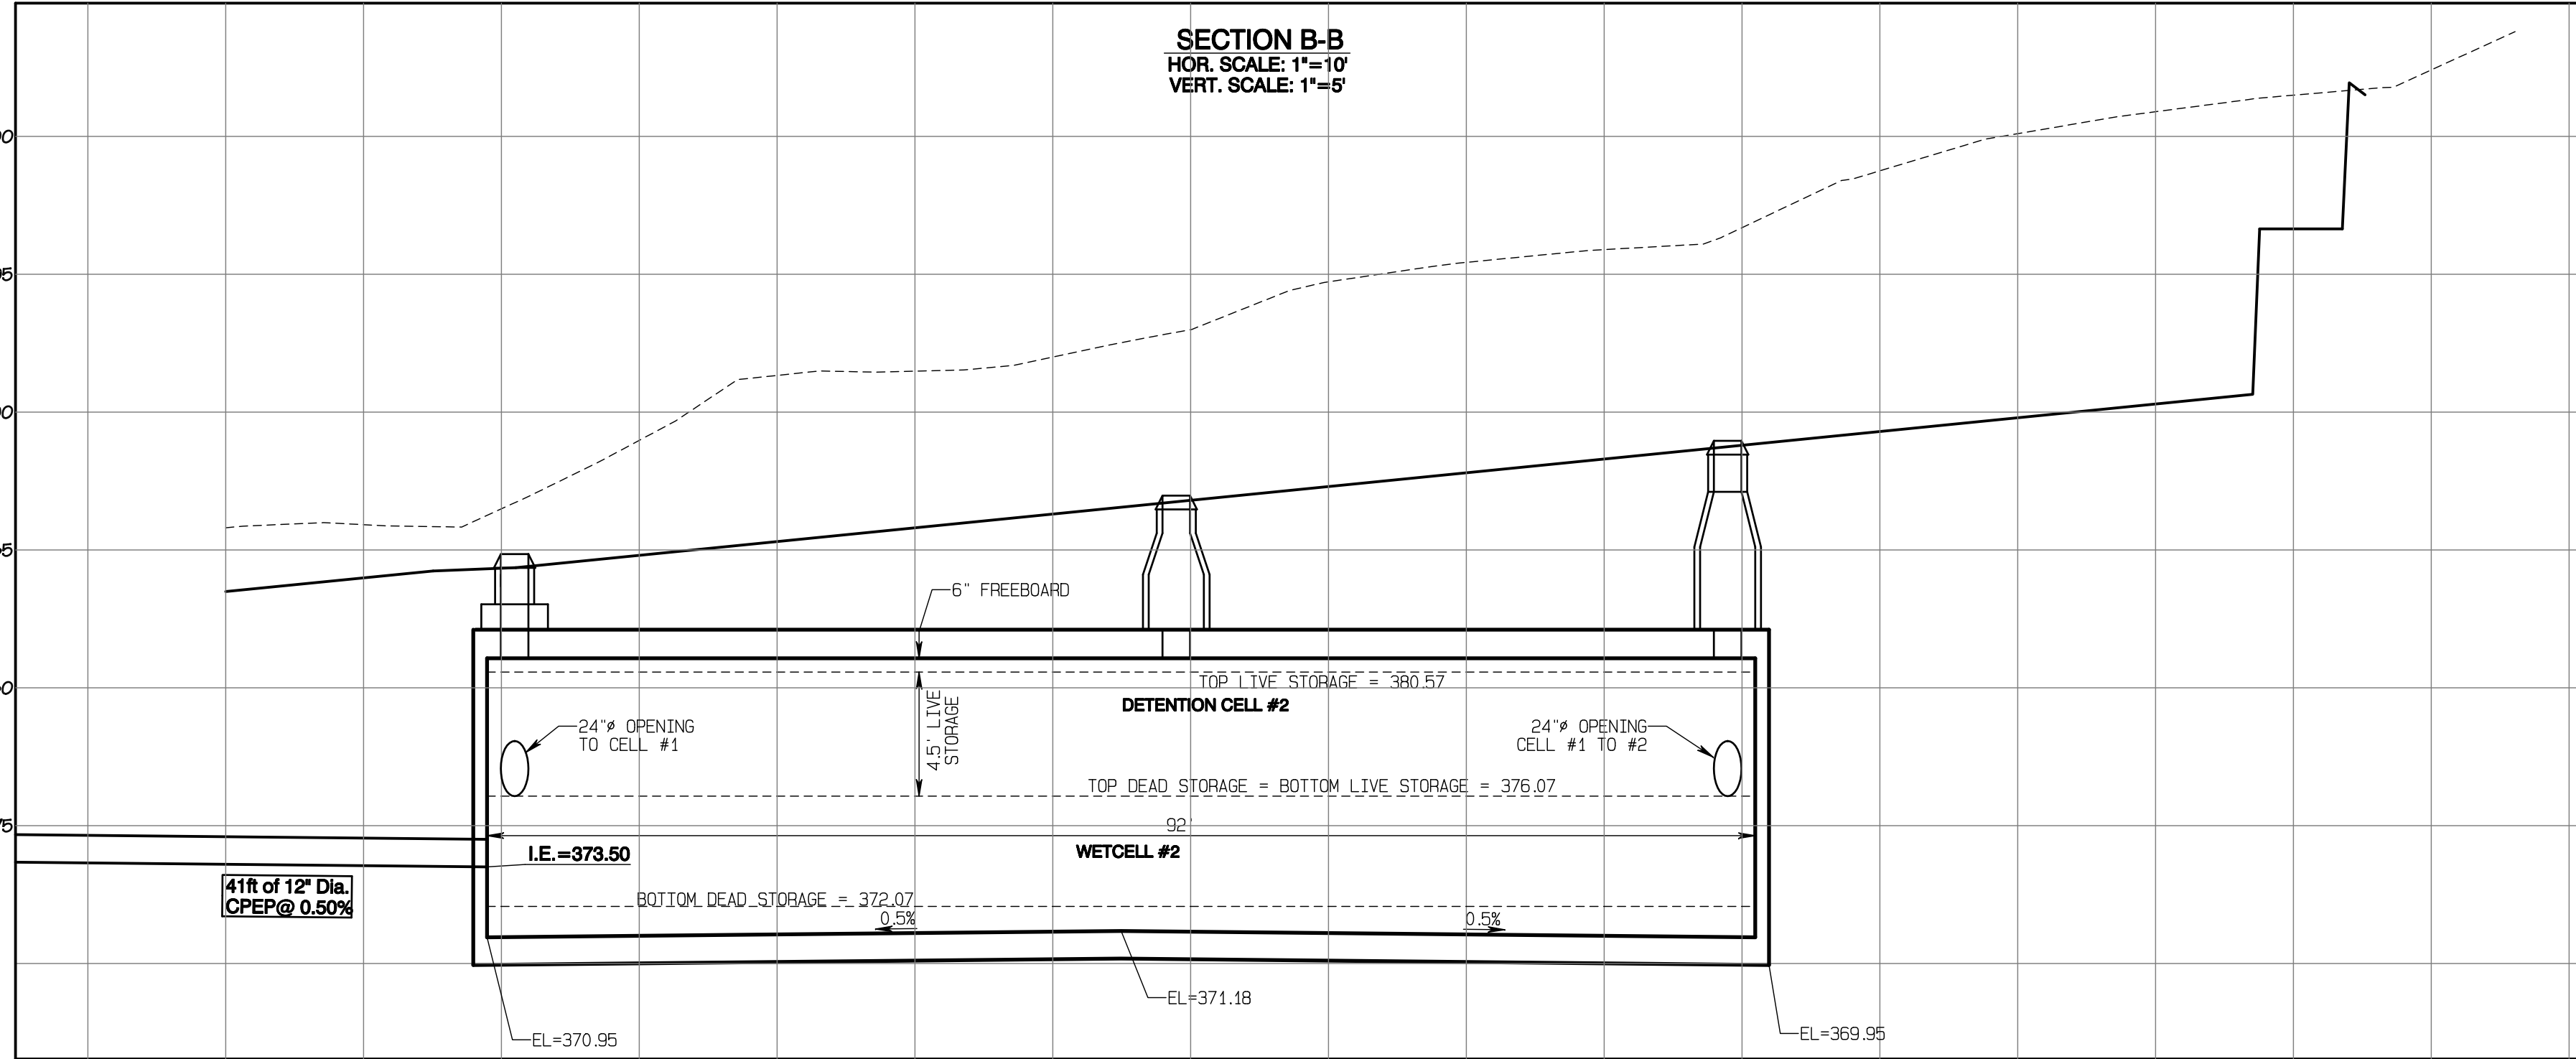 SECTION B-B
HOR. SCALE: 1"=10'
VERT. SCALE: 1"=5'
6" FREEBOARD
TOP LIVE STORAGE = 380.57
DETENTION CELL #2
4.5' LIVE
STORAGE
24"ø OPENING
TO CELL #1
24"ø OPENING
CELL #1 TO #2
TOP DEAD STORAGE = BOTTOM LIVE STORAGE = 376.07
92'
I.E.=373.50
WETCELL #2
41ft of 12" Dia.
CPEP@ 0.50%
BOTTOM DEAD STORAGE = 372.07
0.5%
0.5%
EL=371.18
EL=370.95
EL=369.95